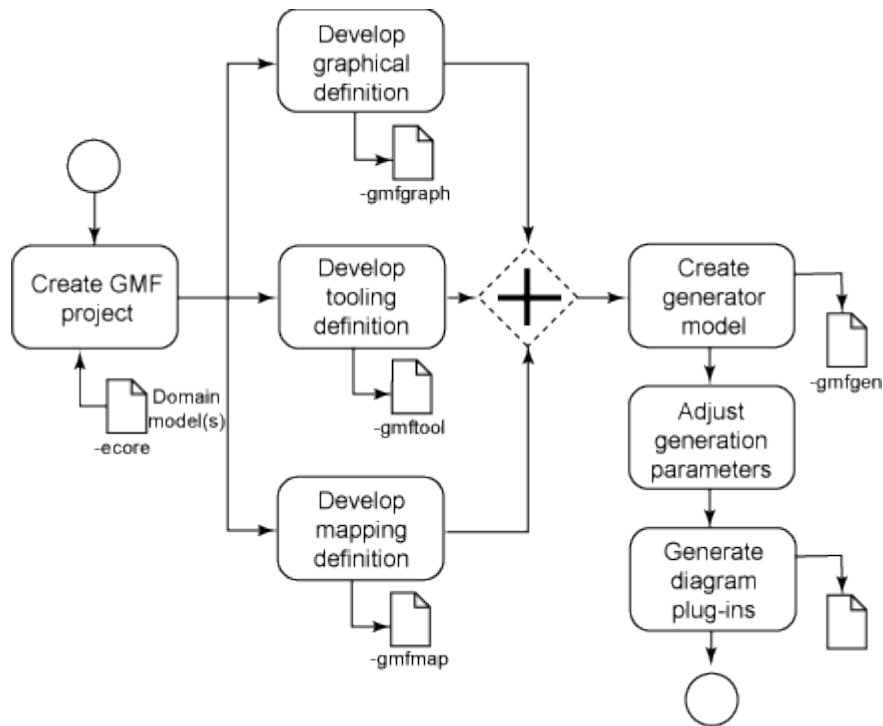 Develop
graphical
definition
-gmfgraph
Create GMF
project
Domain
model(s)
-ecore
Develop
tooling
definition
-gmftool
Develop
mapping
definition
-gmfmap
Create
generator
model
-gmfgen
Adjust
generation
parameters
Generate
diagram
plug-ins